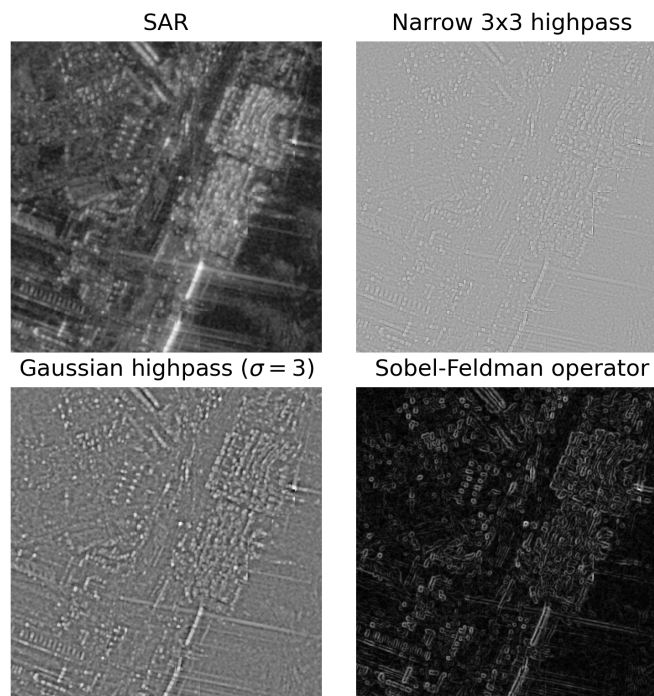 SAR
Narrow 3x3 highpass
Gaussian highpass (σ = 3)
Sobel-Feldman operator